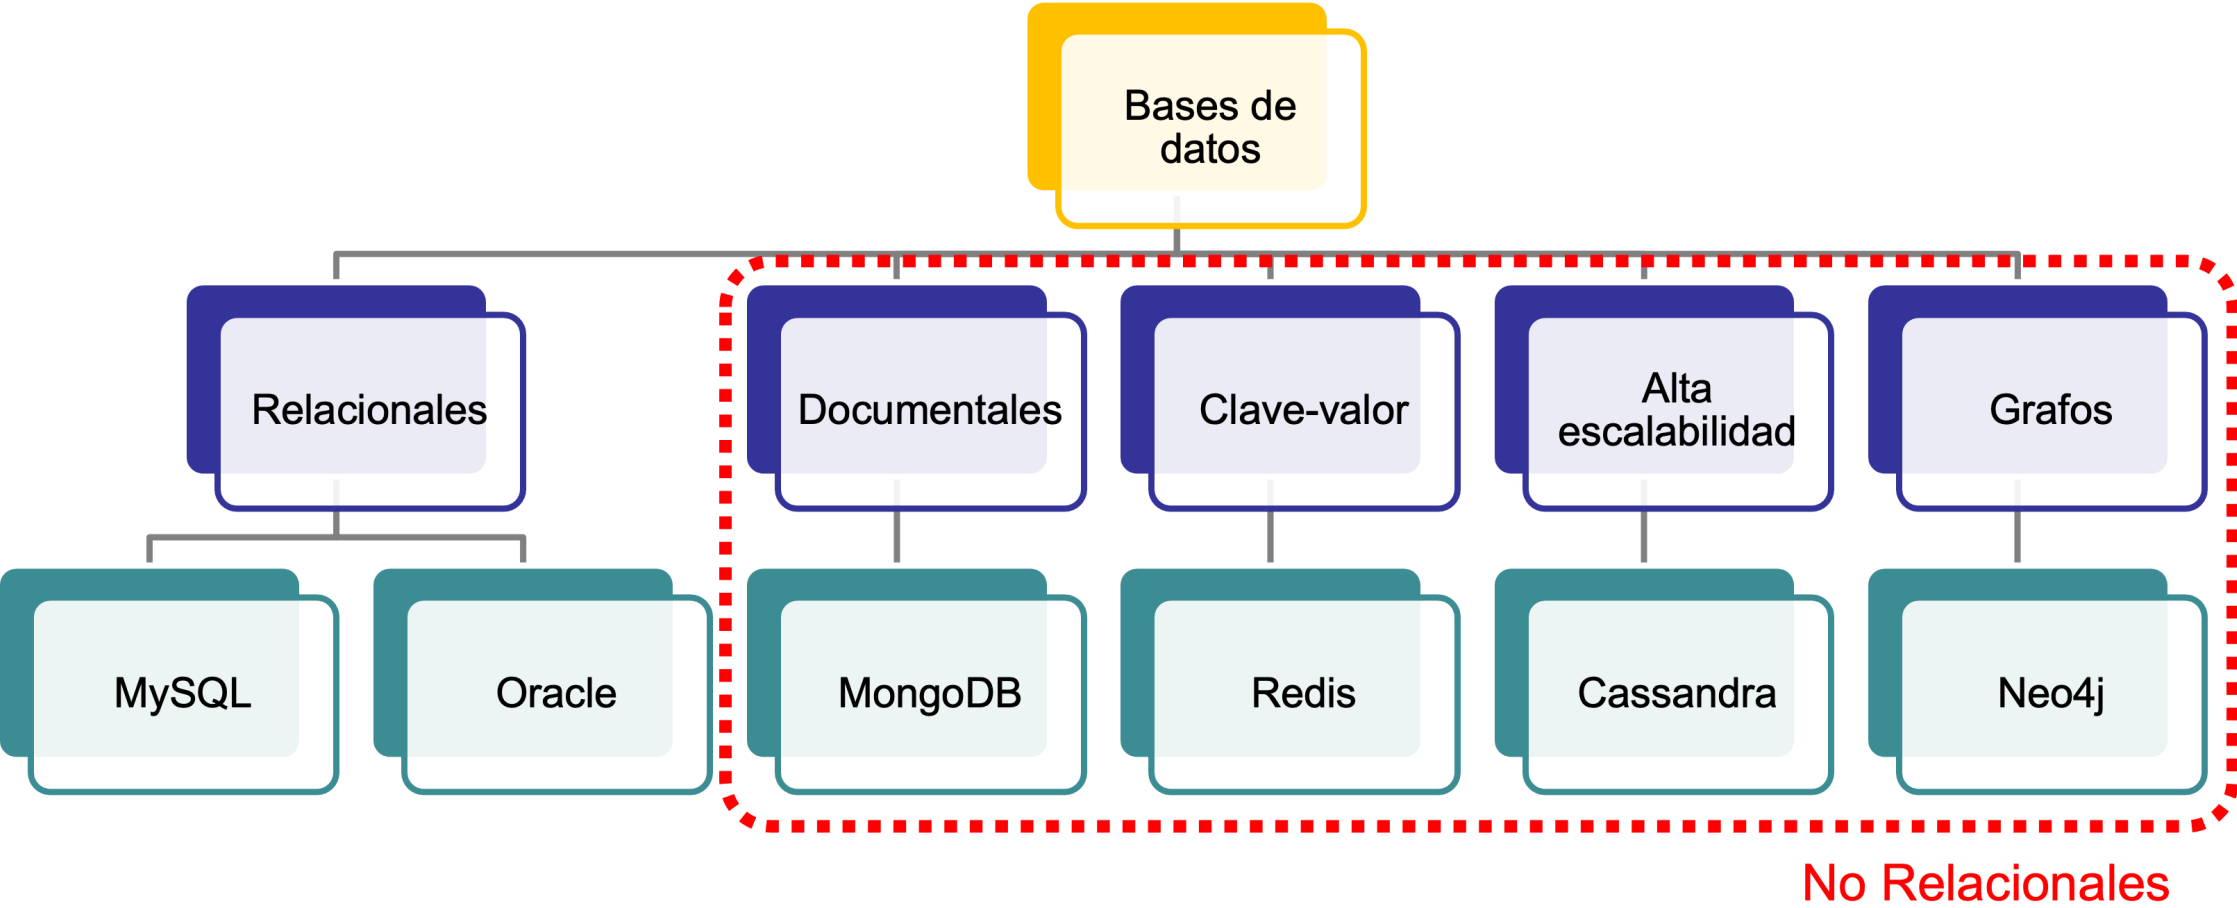 Bases de
datos
Relacionales
Documentales
Clave-valor
Alta
escalabilidad
Grafos
MySQL
Oracle
MongoDB
Redis
Cassandra
Neo4j
No Relacionales